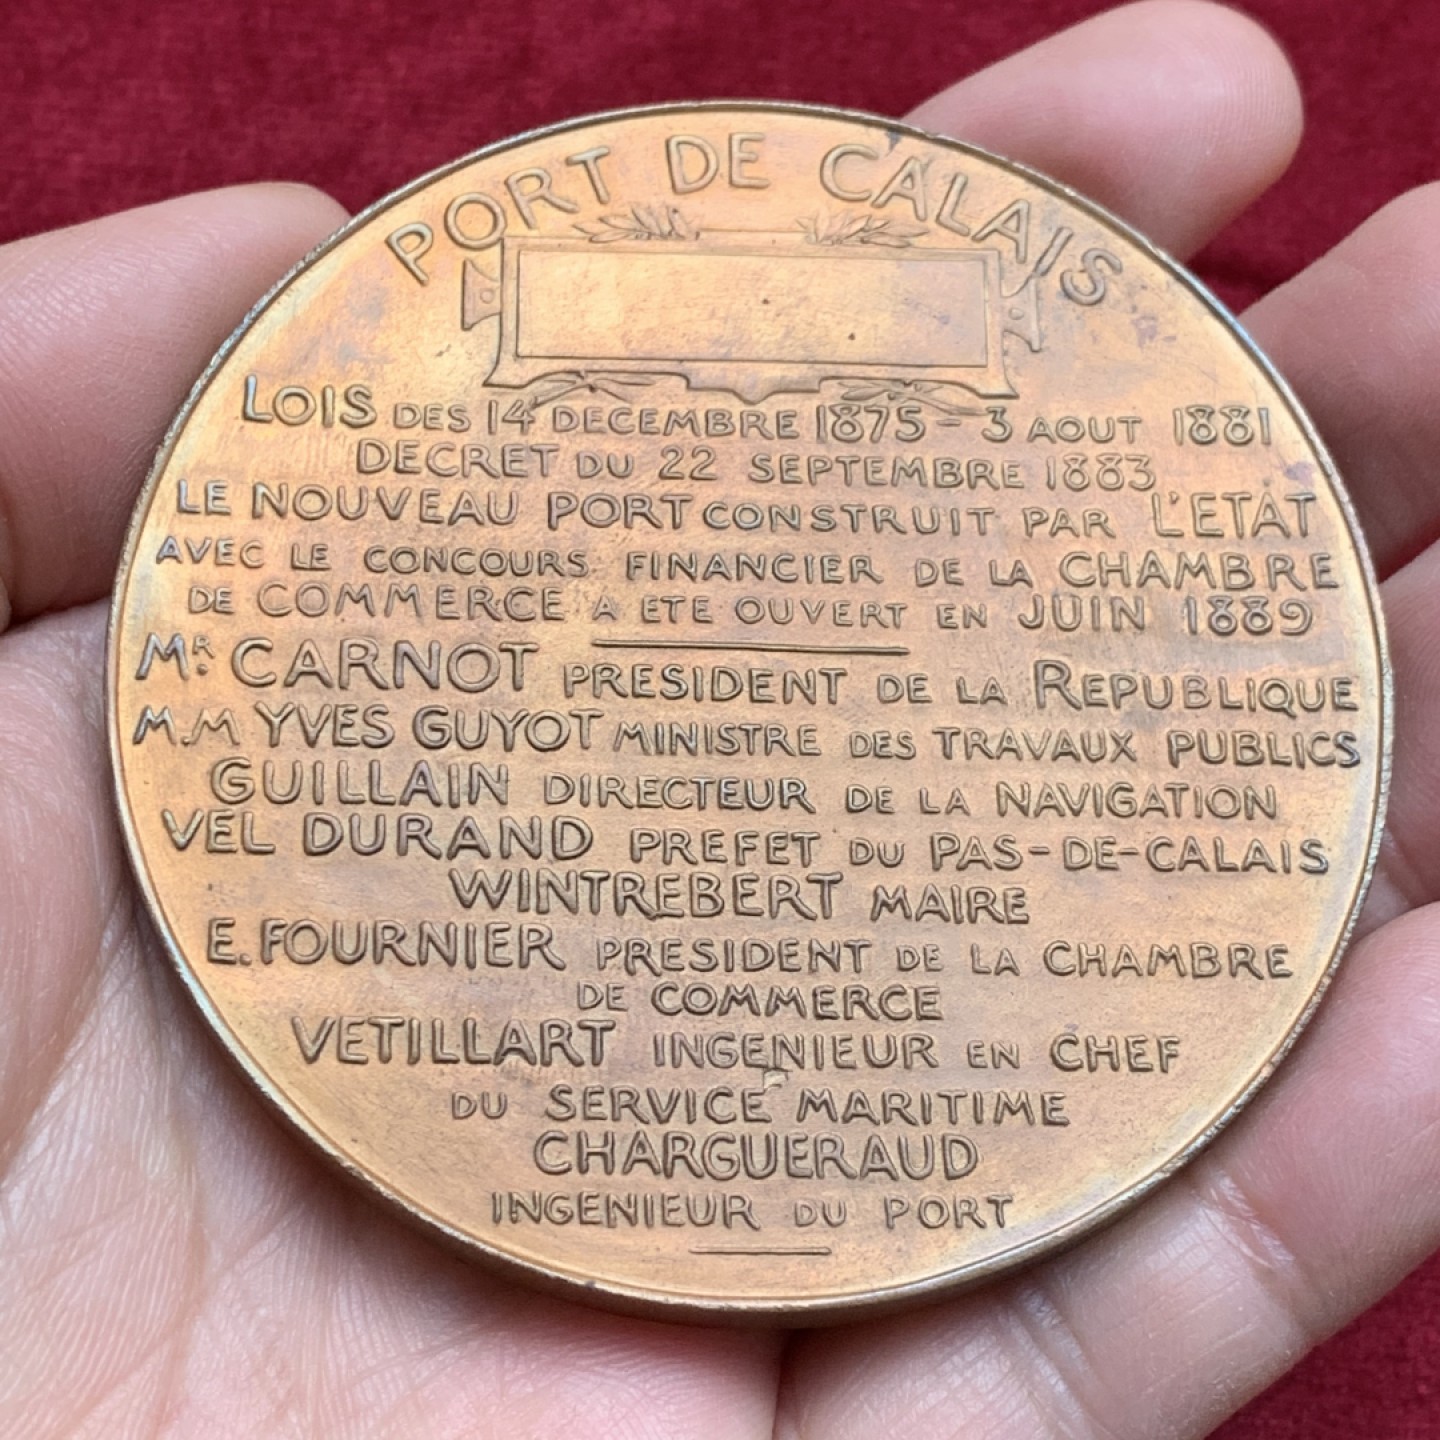 PORT DE CALAIS
LOIS DES 14 DECEMBRE 1875 - 3 AOUT 1881
DECRET DU 22 SEPTEMBRE 1883
LE NOUVEAU PORT CONSTRUIT PAR L'ETAT
AVEC LE CONCOURS FINANCIER DE LA CHAMBRE
DE COMMERCE A ETE OUVERT EN JUIN 1889
MR. CARNOT PRESIDENT DE LA REPUBLIQUE
M.M YVES GUYOT MINISTRE DES TRAVAUX PUBLICS
GUILLAIN DIRECTEUR DE LA NAVIGATION
VEL DURAND PREFET DU PAS-DE-CALAIS
WINTREBERT MAIRE
E. FOURNIER PRESIDENT DE LA CHAMBRE
DE COMMERCE
VETILLART INGENIEUR EN CHEF
DU SERVICE MARITIME
CHARGUERAUD
INGENIEUR DU PORT